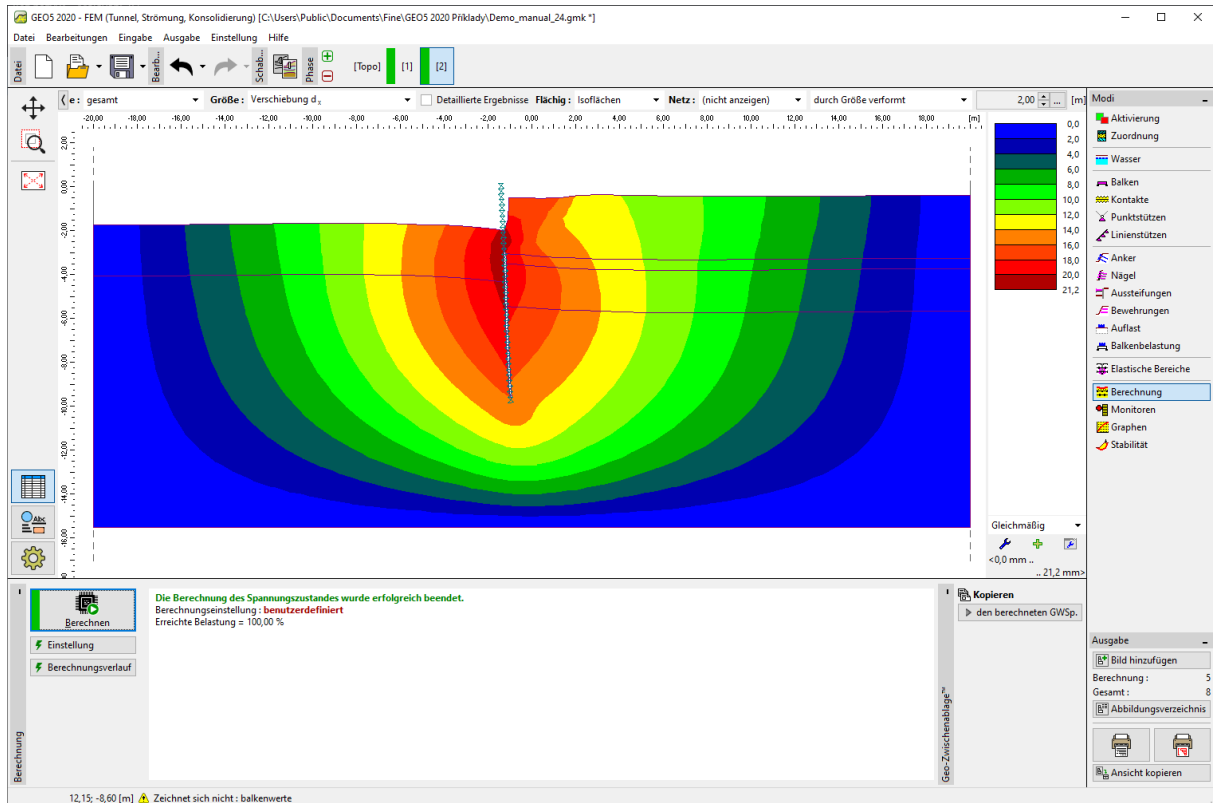 GEO5 2020 - FEM (Tunnel, Strömung, Konsolidierung) [C:\Users\Public\Documents\Fine\GEO5 2020 Příklady\Demo_manual_24.gmk *]
Datei Bearbeitungen Eingabe Ausgabe Einstellung Hilfe
Datei
Bearb...
Schab...
Phase
[Topo] [1] [2]
e : gesamt Größe : Verschiebung dx Detaillierte Ergebnisse Flächig : Isoflächen Netz : (nicht anzeigen) durch Größe verformt 2,00 ... [m]
-20,00 -18,00 -16,00 -14,00 -12,00 -10,00 -8,00 -6,00 -4,00 -2,00 0,00 2,00 4,00 6,00 8,00 10,00 12,00 14,00 16,00 18,00 [m]
2,00
0,00
-2,00
-4,00
-6,00
-8,00
-10,00
-12,00
-14,00
-16,00
0,0
2,0
4,0
6,0
8,0
10,0
12,0
14,0
16,0
18,0
20,0
21,2
Gleichmäßig
<0,0 mm ..
.. 21,2 mm>
Modi
Aktivierung
Zuordnung
Wasser
Balken
Kontakte
Punktstützen
Linienstützen
Anker
Nägel
Aussteifungen
Bewehrungen
Auflast
Balkenbelastung
Elastische Bereiche
Berechnung
Monitoren
Graphen
Stabilität
Abc
Berechnung
Berechnen
Einstellung
Berechnungsverlauf
Die Berechnung des Spannungszustandes wurde erfolgreich beendet.
Berechnungseinstellung : benutzerdefiniert
Erreichte Belastung = 100,00 %
Geo-Zwischenablage™
Kopieren
den berechneten GWSp.
Ausgabe
Bild hinzufügen
Berechnung : 5
Gesamt : 8
Abbildungsverzeichnis
Ansicht kopieren
12,15; -8,60 [m] Zeichnet sich nicht : balkenwerte